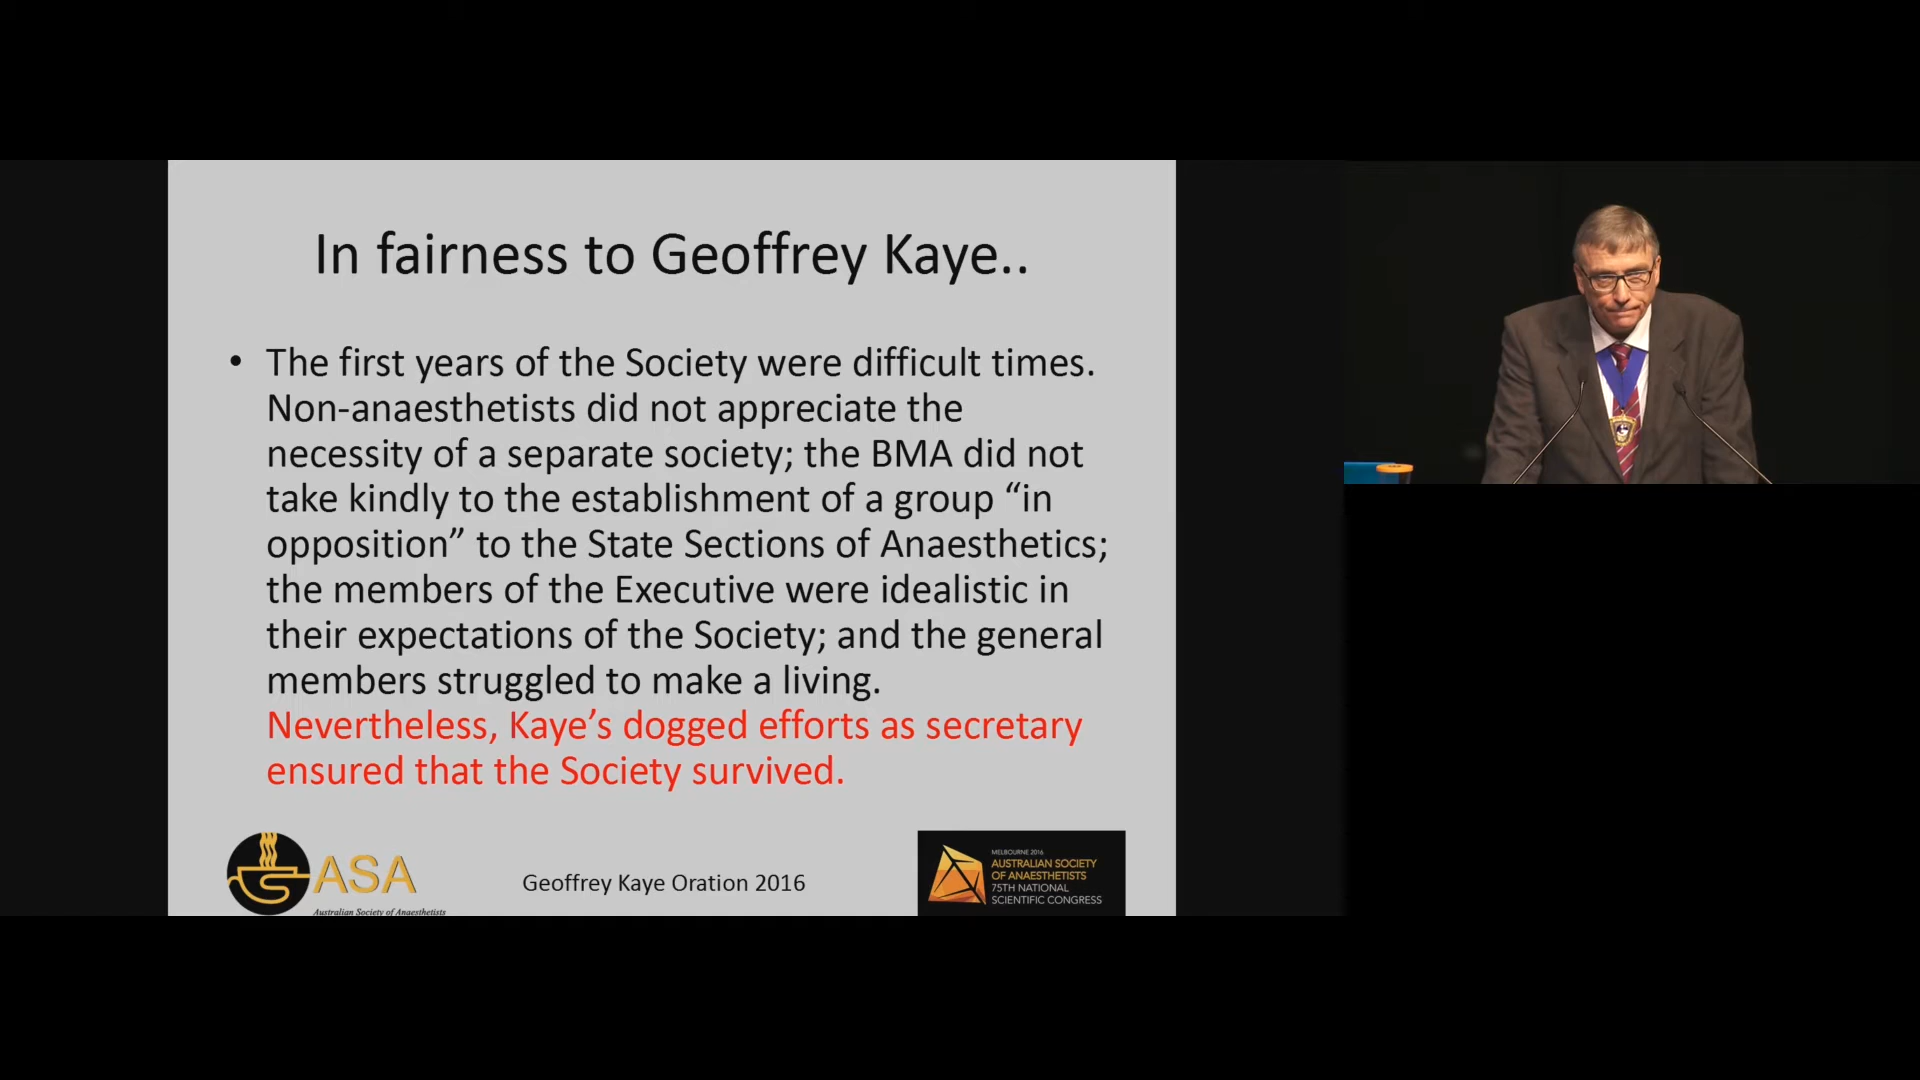 In fairness to Geoffrey Kaye..
• The first years of the Society were difficult times.
Non-anaesthetists did not appreciate the
necessity of a separate society; the BMA did not
take kindly to the establishment of a group “in
opposition” to the State Sections of Anaesthetics;
the members of the Executive were idealistic in
their expectations of the Society; and the general
members struggled to make a living.
Nevertheless, Kaye’s dogged efforts as secretary
ensured that the Society survived.
ASA
Australian Society of Anaesthetists
Geoffrey Kaye Oration 2016
MELBOURNE 2016
AUSTRALIAN SOCIETY
OF ANAESTHETISTS
75TH NATIONAL
SCIENTIFIC CONGRESS